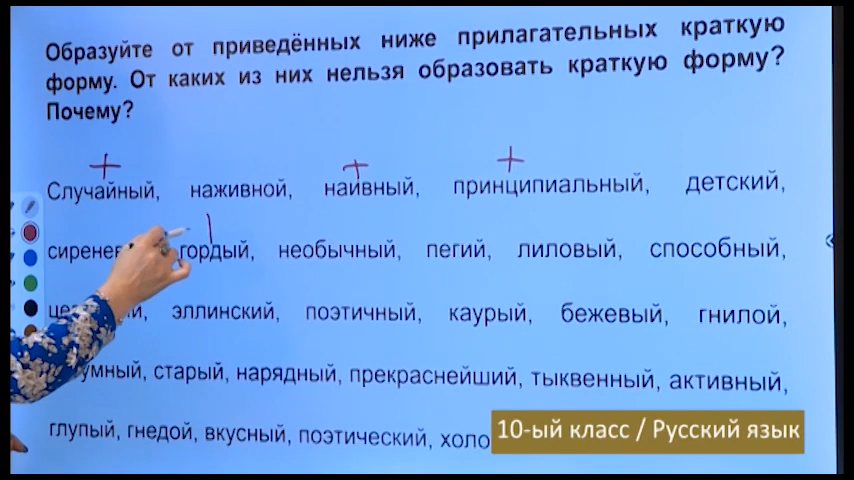 Образуйте от приведённых ниже прилагательных краткую
форму. От каких из них нельзя образовать краткую форму?
Почему?
Случайный, наживной, наивный, принципиальный, детский,
гордый, необычный, пегий, лиловый, способный,
эллинский, поэтичный, каурый, бежевый, гнилой,
старый, нарядный, прекраснейший, тыквенный, активный,
глупый, гнедой, вкусный, поэтический,
10-ый класс / Русский язык